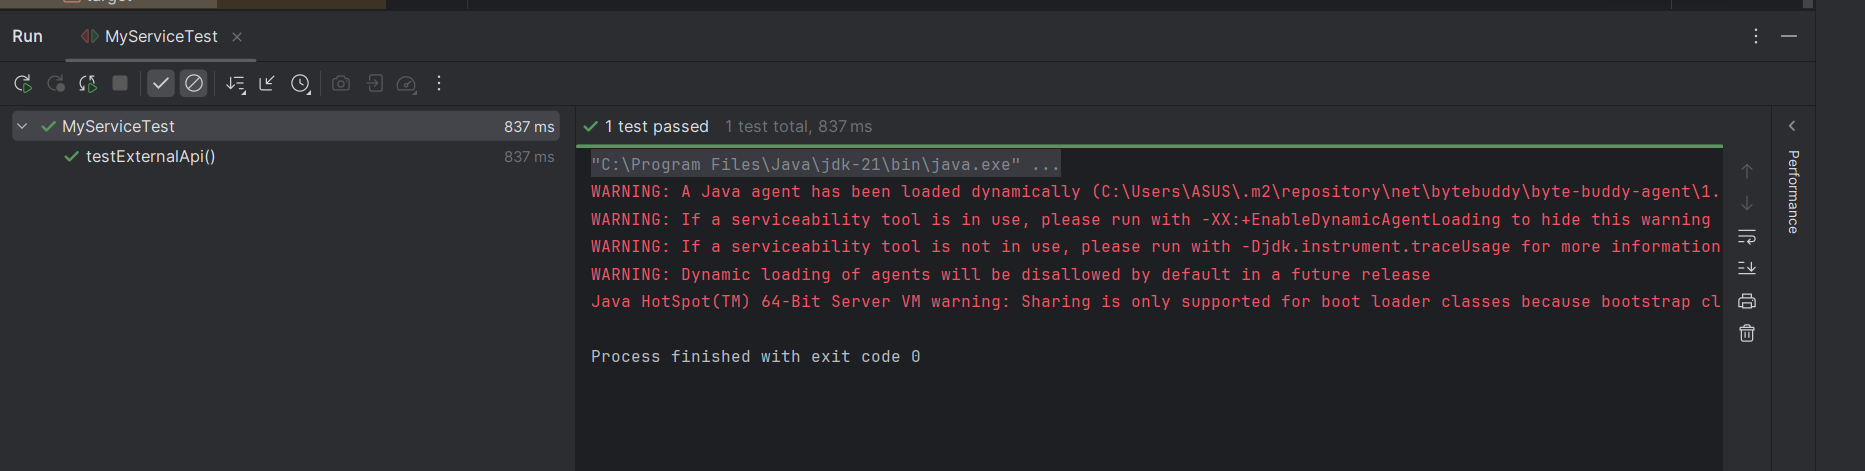 target
Run
MyServiceTest
MyServiceTest
837 ms
testExternalApi()
837 ms
1 test passed 1 test total, 837 ms
"C:\Program Files\Java\jdk-21\bin\java.exe" ...
WARNING: A Java agent has been loaded dynamically (C:\Users\ASUS\.m2\repository\net\bytebuddy\byte-buddy-agent\1.
WARNING: If a serviceability tool is in use, please run with -XX:+EnableDynamicAgentLoading to hide this warning
WARNING: If a serviceability tool is not in use, please run with -Djdk.instrument.traceUsage for more information
WARNING: Dynamic loading of agents will be disallowed by default in a future release
Java HotSpot(TM) 64-Bit Server VM warning: Sharing is only supported for boot loader classes because bootstrap cl
Process finished with exit code 0
Performance